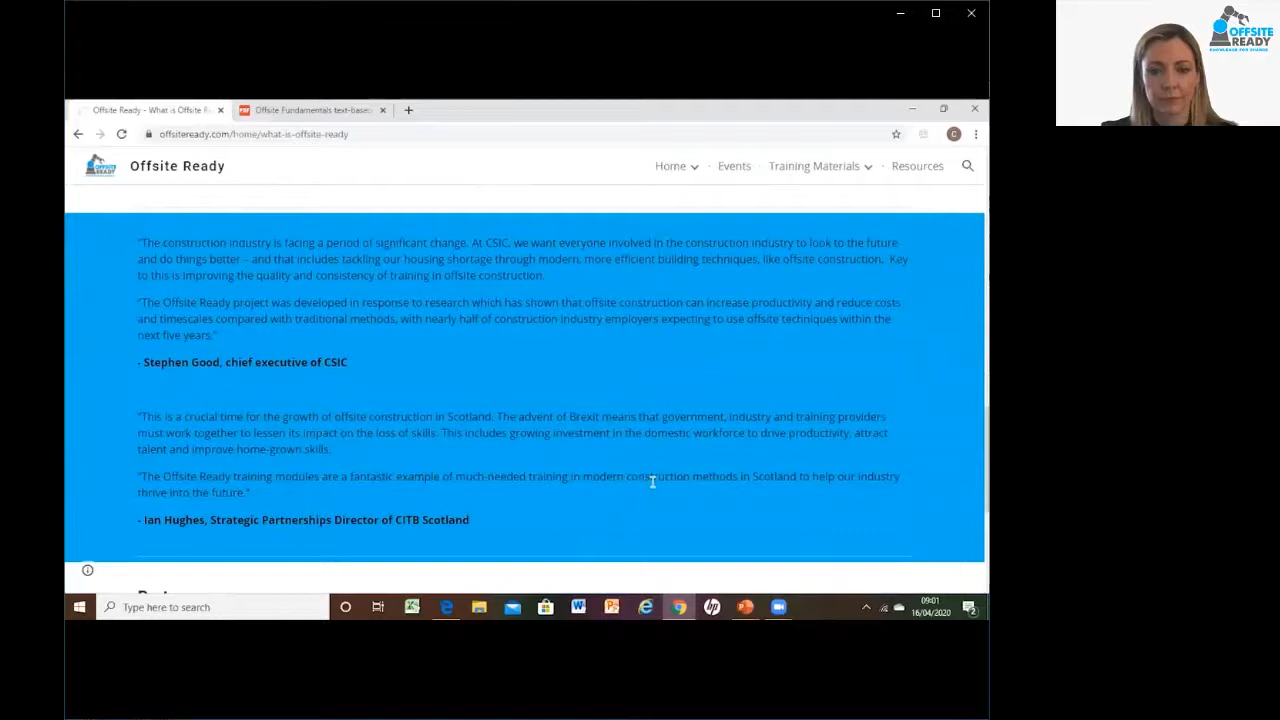 OFFSITE
READY
KNOWLEDGE FOR CHANGE
Offsite Ready - What is Offsite R
PDF
Offsite Fundamentals text-based
offsiteready.com/home/what-is-offsite-ready
C
Offsite Ready
Home
Events
Training Materials
Resources
"The construction industry is facing a period of significant change. At CSIC, we want everyone involved in the construction industry to look to the future
and do things better – and that includes tackling our housing shortage through modern, more efficient building techniques, like offsite construction. Key
to this is improving the quality and consistency of training in offsite construction.
"The Offsite Ready project was developed in response to research which has shown that offsite construction can increase productivity and reduce costs
and timescales compared with traditional methods, with nearly half of construction industry employers expecting to use offsite techniques within the
next five years."
- Stephen Good, chief executive of CSIC
"This is a crucial time for the growth of offsite construction in Scotland. The advent of Brexit means that government, industry and training providers
must work together to lessen its impact on the loss of skills. This includes growing investment in the domestic workforce to drive productivity, attract
talent and improve home-grown skills.
"The Offsite Ready training modules are a fantastic example of much-needed training in modern construction methods in Scotland to help our industry
thrive into the future."
- Ian Hughes, Strategic Partnerships Director of CITB Scotland
Type here to search
09:01
16/04/2020
2